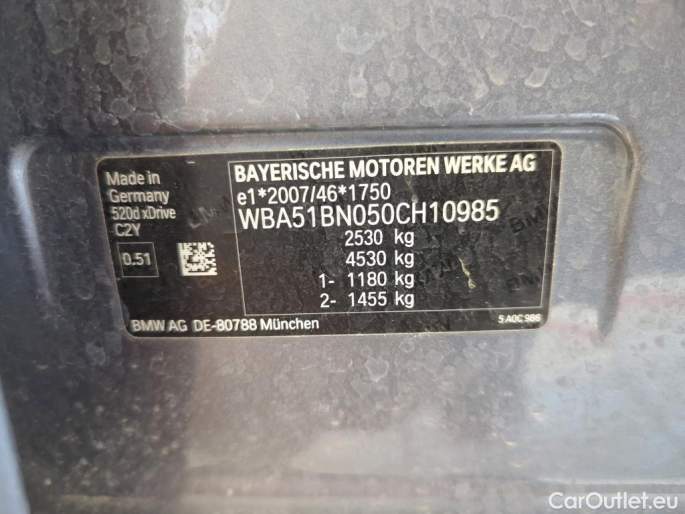 Made in
Germany
520d xDrive
C2Y
0.51
BAYERISCHE MOTOREN WERKE AG
e1*2007/46*1750
WBA51BN050CH10985
2530 kg
4530 kg
1- 1180 kg
2- 1455 kg
BMW AG DE-80788 München
5 A0C 986
CarOutlet.eu